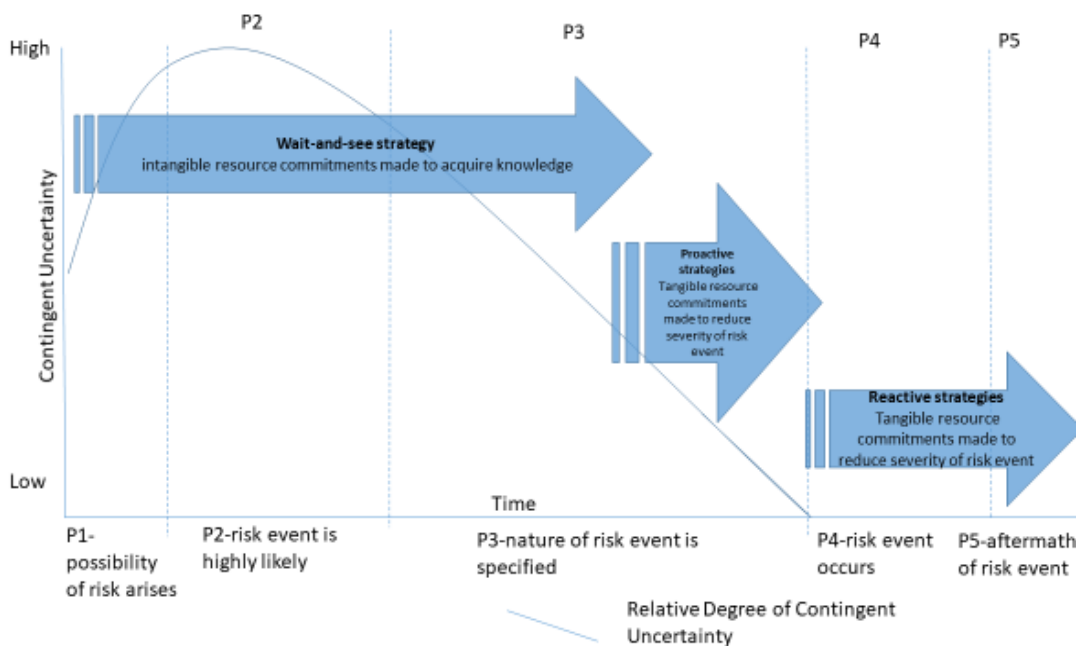 P2
P3
P4
P5
High
Wait-and-see strategy
intangible resource commitments made to acquire knowledge
Contingent Uncertainty
Proactive
strategies
Tangible resource
commitments
made to reduce
severity of risk
event
Reactive strategies
Tangible resource
commitments made to
reduce severity of risk event
Low
Time
P1-
possibility
of risk arises
P2-risk event is
highly likely
P3-nature of risk event is
specified
P4-risk event
occurs
P5-aftermath
of risk event
Relative Degree of Contingent
Uncertainty